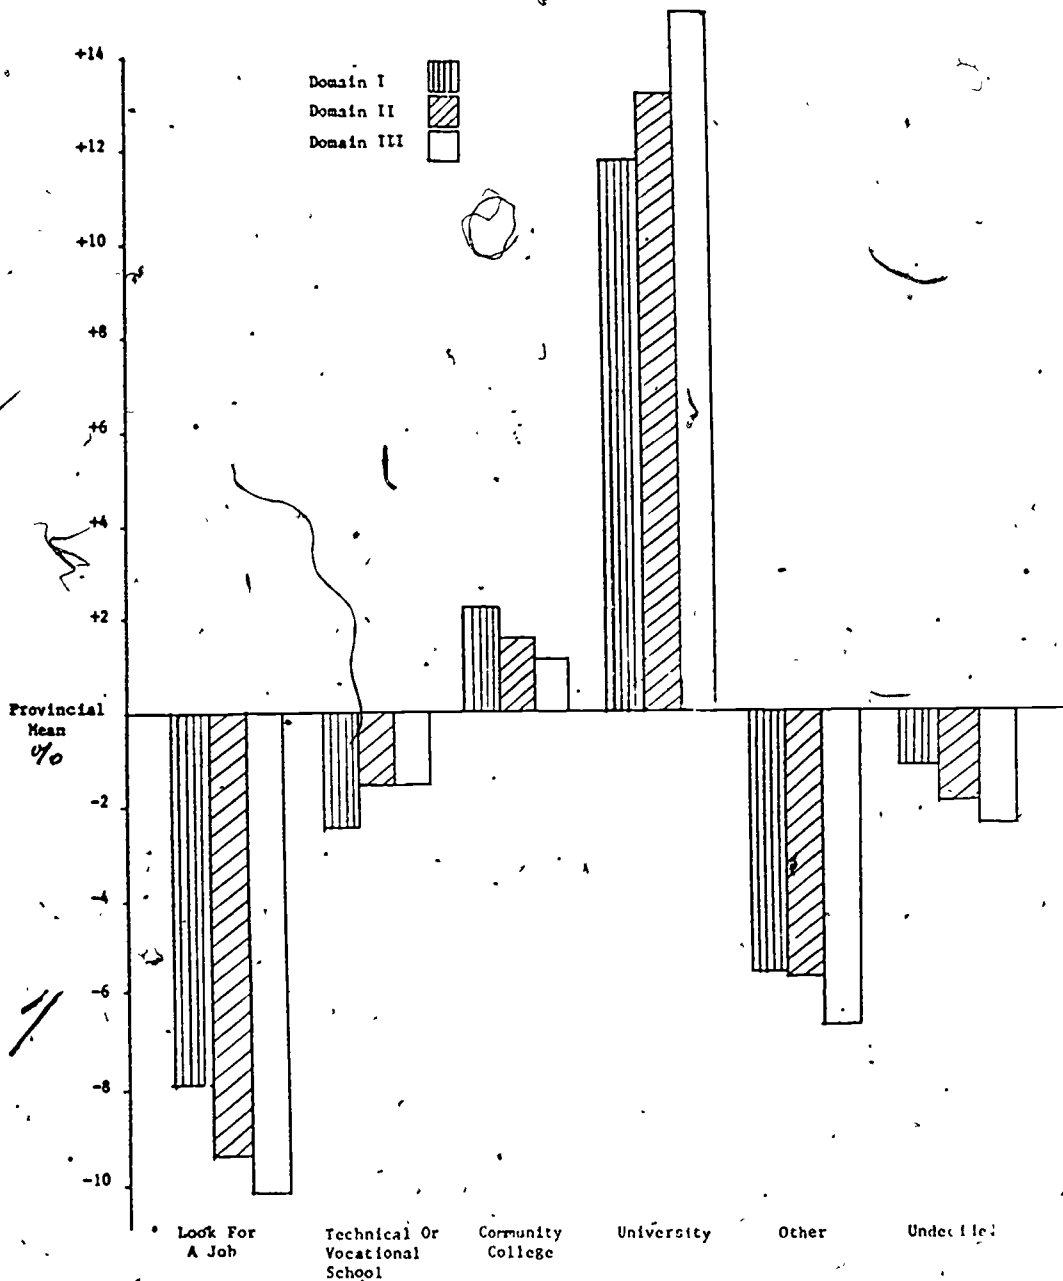 +14
+12
+10
+8
+6
+4
+2
Provincial
Mean
%
-2
-4
-6
-8
-10
Domain I
Domain II
Domain III
Look For
A Job
Technical Or
Vocational
School
Community
College
University
Other